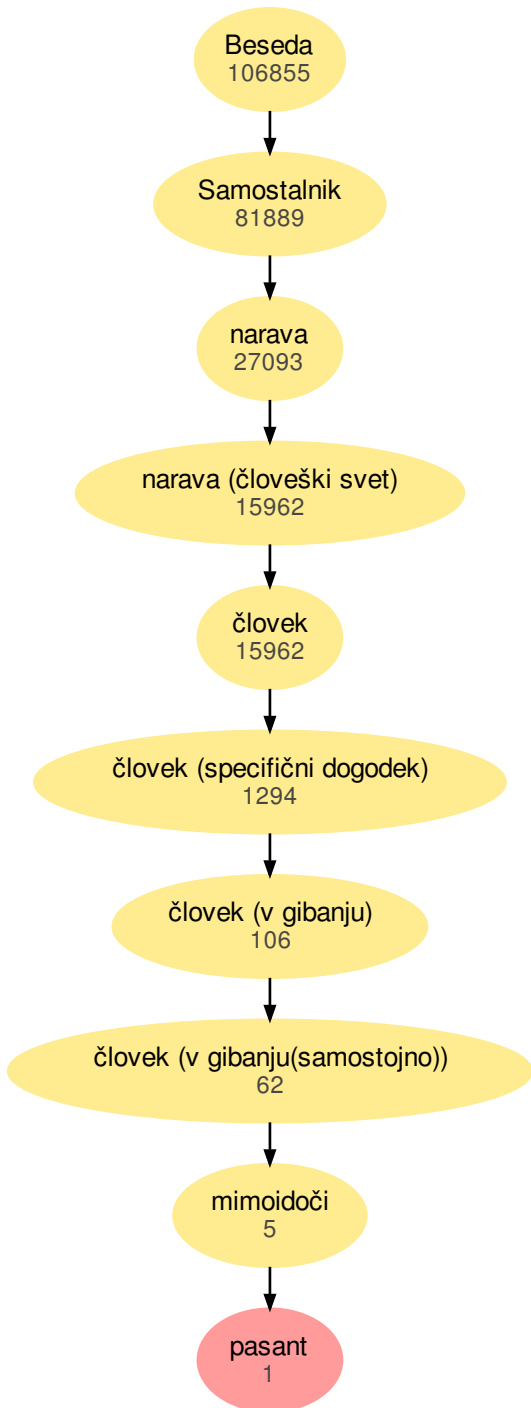 Beseda
106855
Samostalnik
81889
narava
27093
narava (človeški svet)
15962
človek
15962
človek (specifični dogodek)
1294
človek (v gibanju)
106
človek (v gibanju(samostojno))
62
mimoidoči
5
pasant
1